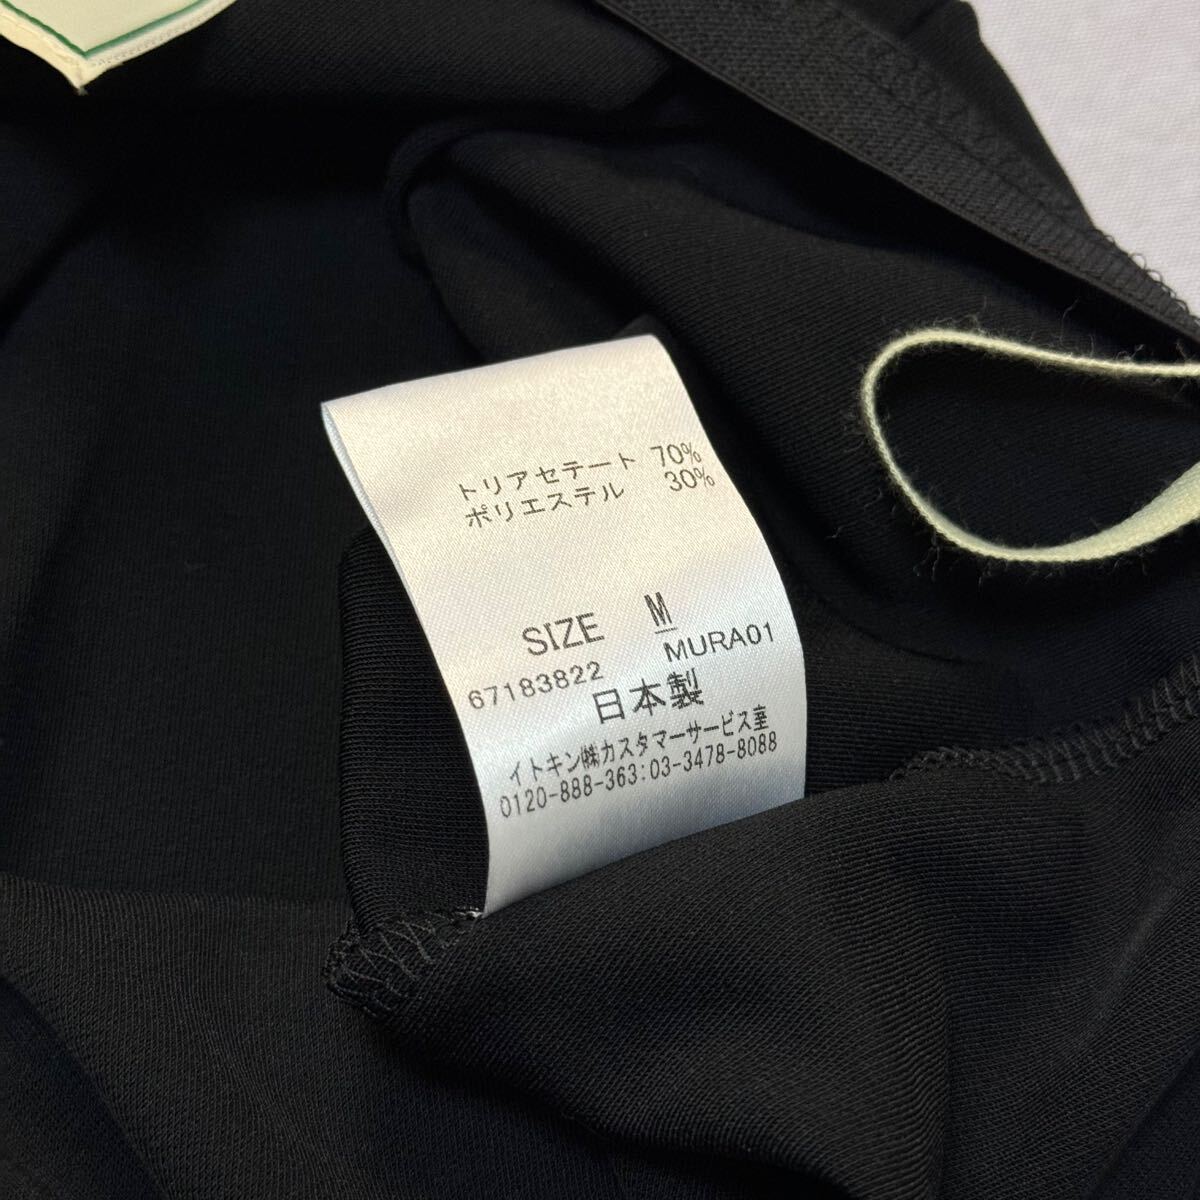 トリアセテート 70%
ポリエステル 30%
SIZE M
67183822 MURA01
日本製
イトキン㈱カスタマーサービス室
0120-888-363:03-3478-8088